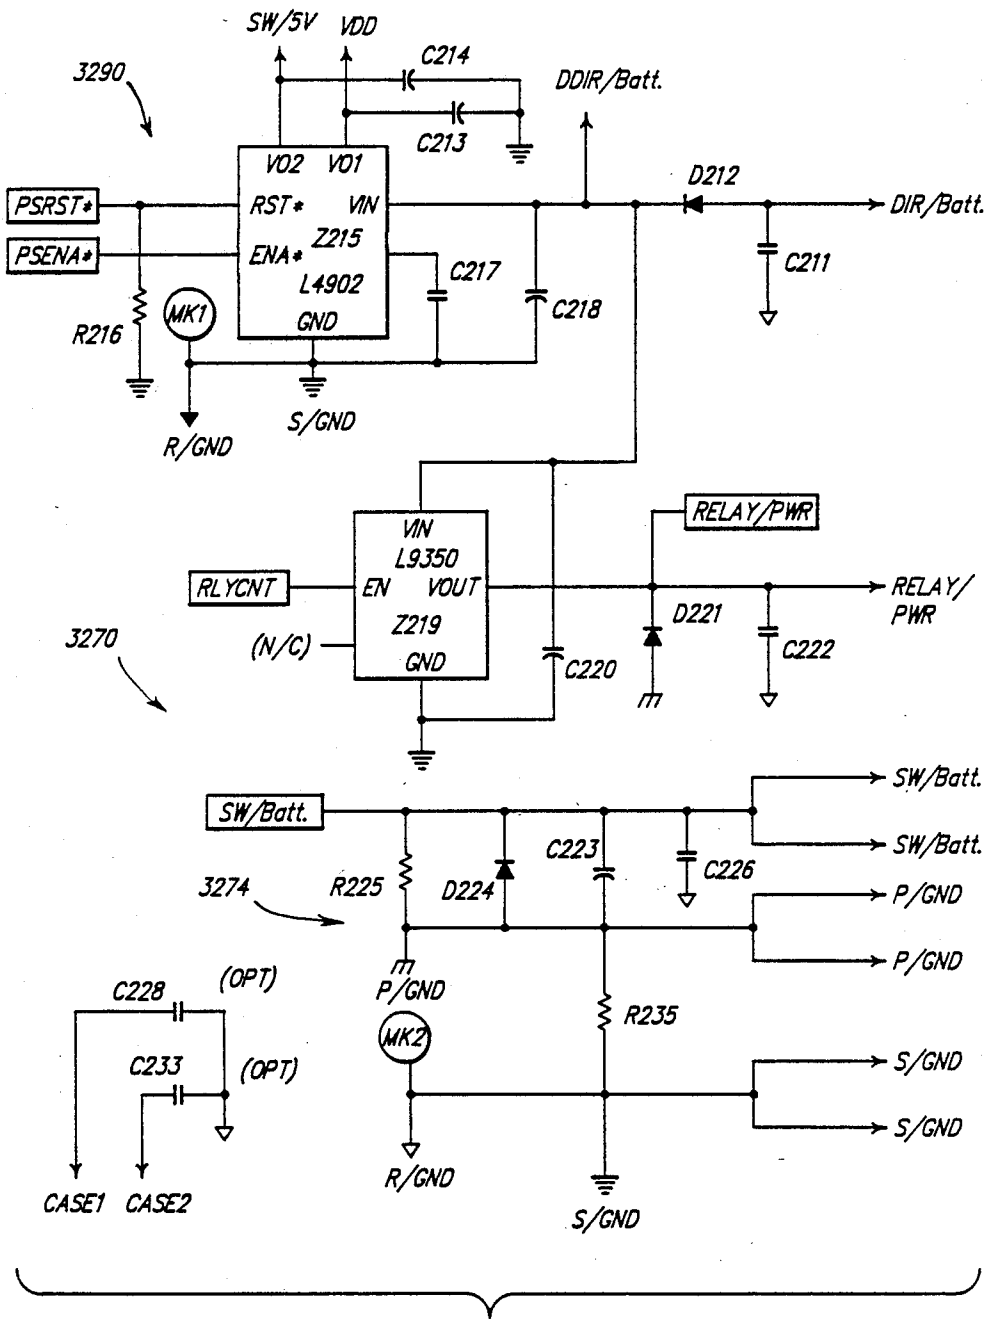 SW/5V VDD
C214
3290
DDIR/Batt.
C213
VO2 VO1
D212
PSRST*
RST* VIN
DIR/Batt.
Z215
PSENA*
ENA*
C217
C211
L4902
MK1
C218
R216
GND
S/GND
R/GND
VIN
RELAY/PWR
L9350
RLYCNT
EN VOUT
RELAY/
PWR
D221
Z219
3270
(N/C)
C222
GND
C220
SW/Batt.
SW/Batt.
SW/Batt.
C223
C226
R225
D224
3274
P/GND
P/GND
(OPT)
C228
P/GND
R235
MK2
C233
(OPT)
S/GND
S/GND
R/GND
CASE1 CASE2
S/GND